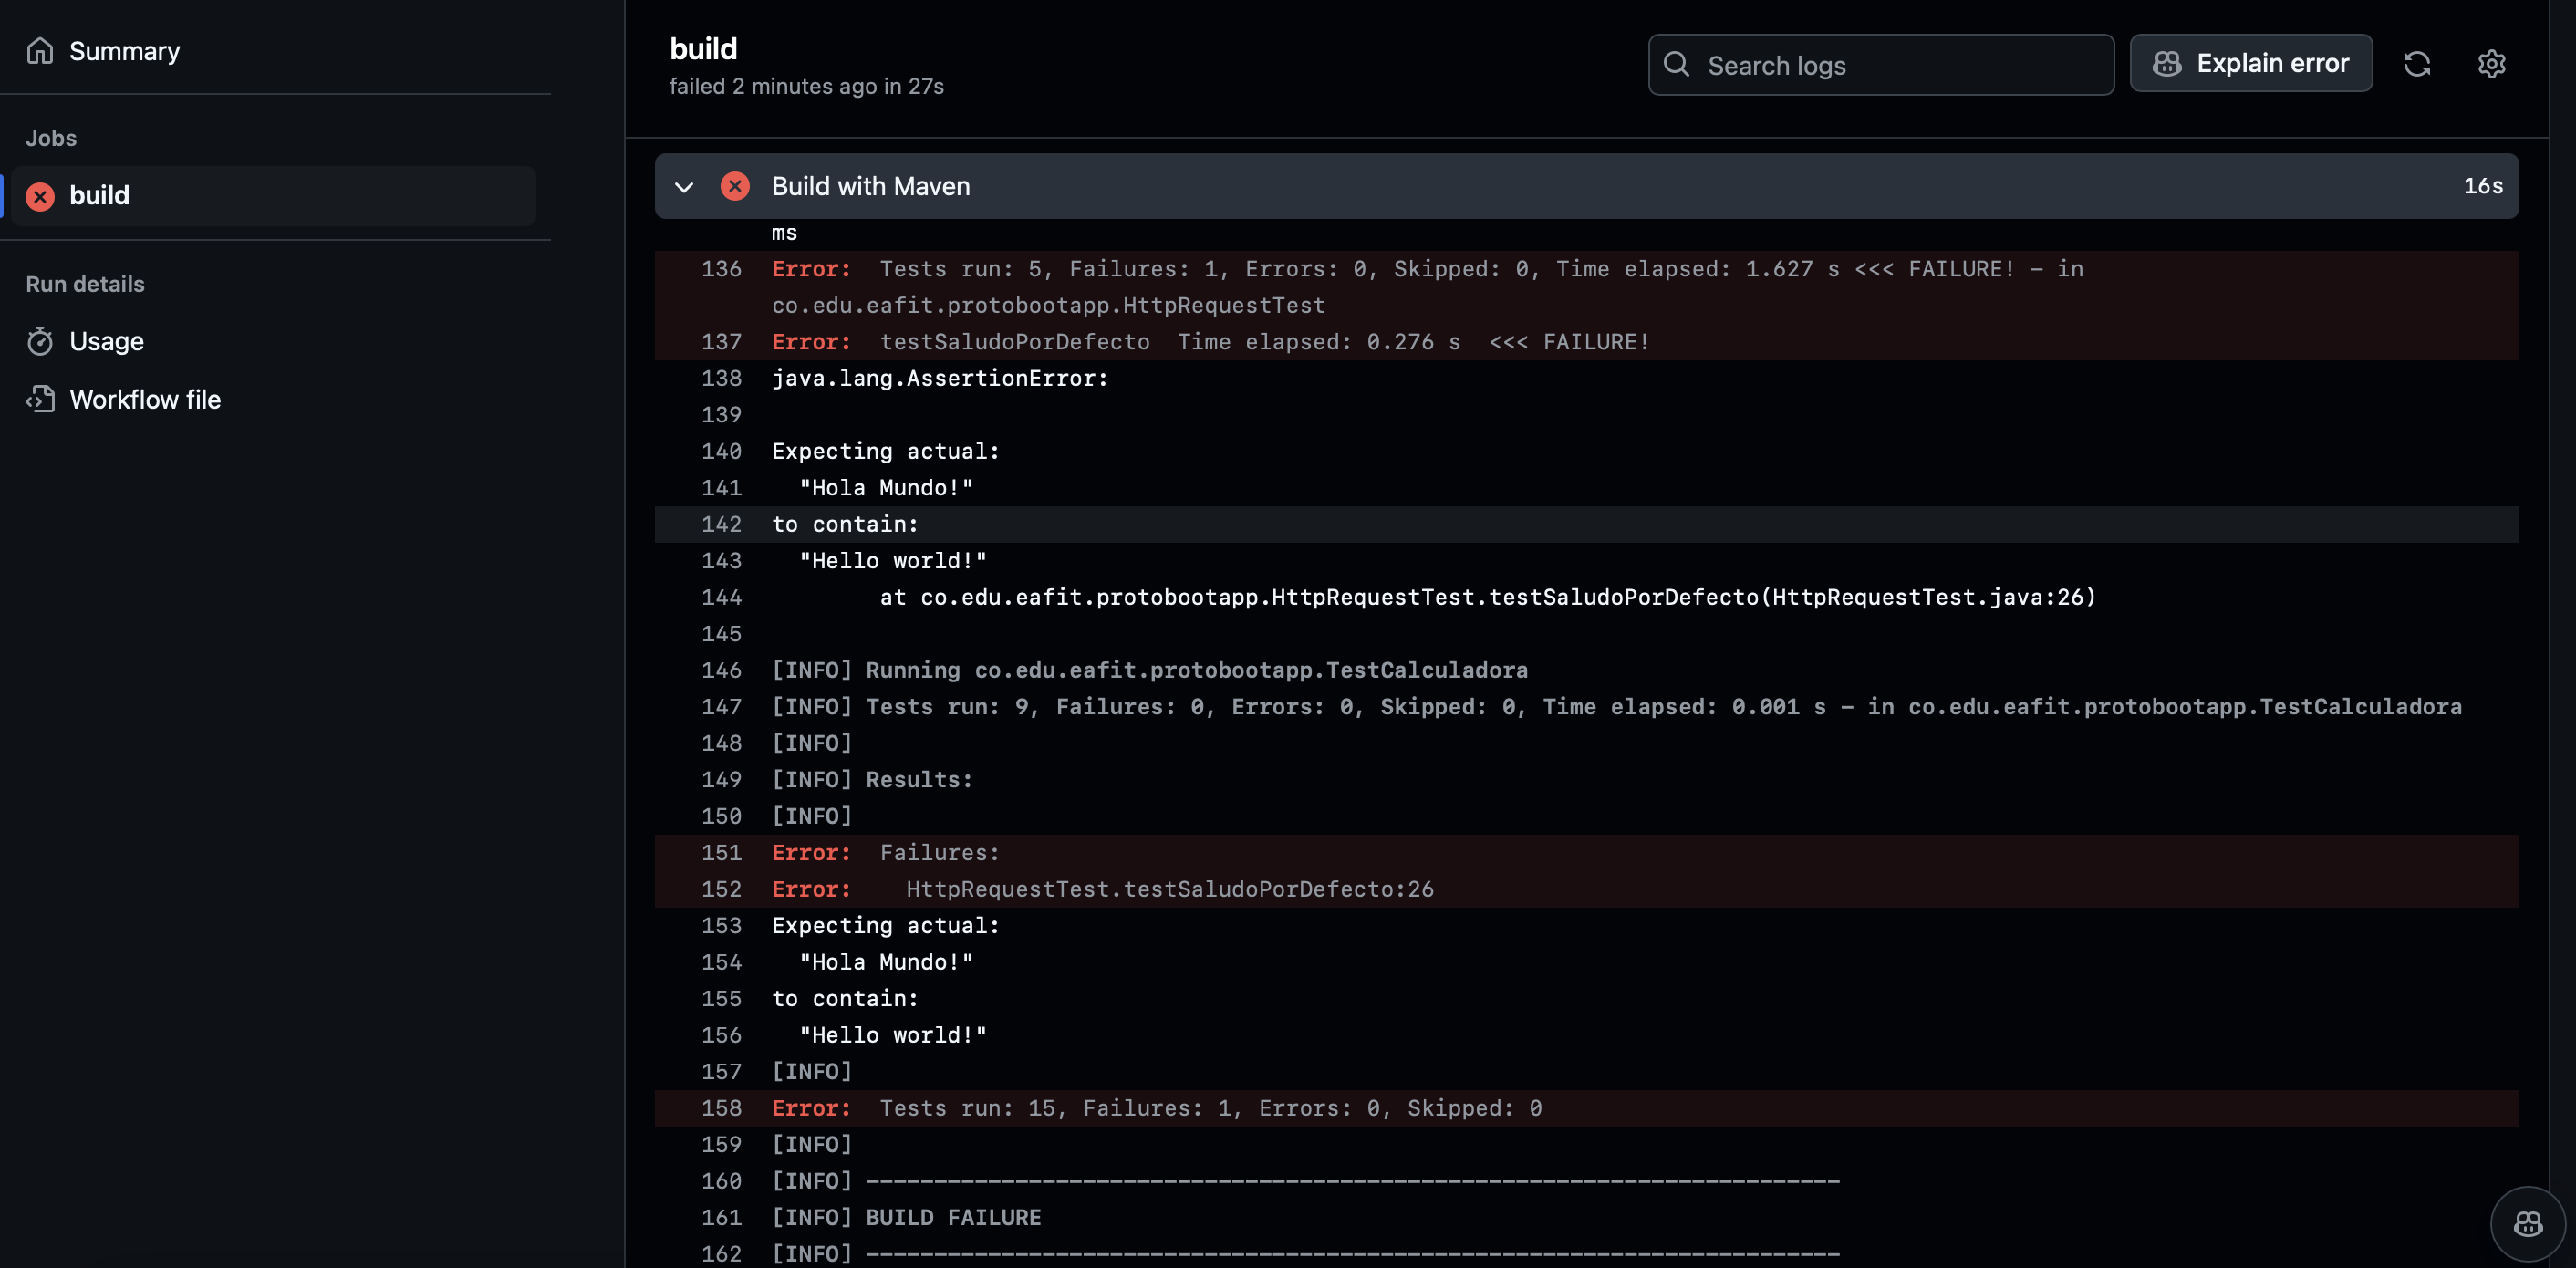 Summary
Jobs
build
Run details
Usage
Workflow file
build
failed 2 minutes ago in 27s
Search logs
Explain error
Build with Maven
16s
ms
136 Error:  Tests run: 5, Failures: 1, Errors: 0, Skipped: 0, Time elapsed: 1.627 s <<< FAILURE! - in
co.edu.eafit.protobootapp.HttpRequestTest
137 Error:  testSaludoPorDefecto  Time elapsed: 0.276 s  <<< FAILURE!
138 java.lang.AssertionError:
139
140 Expecting actual:
141   "Hola Mundo!"
142 to contain:
143   "Hello world!"
144         at co.edu.eafit.protobootapp.HttpRequestTest.testSaludoPorDefecto(HttpRequestTest.java:26)
145
146 [INFO] Running co.edu.eafit.protobootapp.TestCalculadora
147 [INFO] Tests run: 9, Failures: 0, Errors: 0, Skipped: 0, Time elapsed: 0.001 s - in co.edu.eafit.protobootapp.TestCalculadora
148 [INFO]
149 [INFO] Results:
150 [INFO]
151 Error:  Failures:
152 Error:    HttpRequestTest.testSaludoPorDefecto:26
153 Expecting actual:
154   "Hola Mundo!"
155 to contain:
156   "Hello world!"
157 [INFO]
158 Error:  Tests run: 15, Failures: 1, Errors: 0, Skipped: 0
159 [INFO]
160 [INFO] ------------------------------------------------------------------------
161 [INFO] BUILD FAILURE
162 [INFO] ------------------------------------------------------------------------